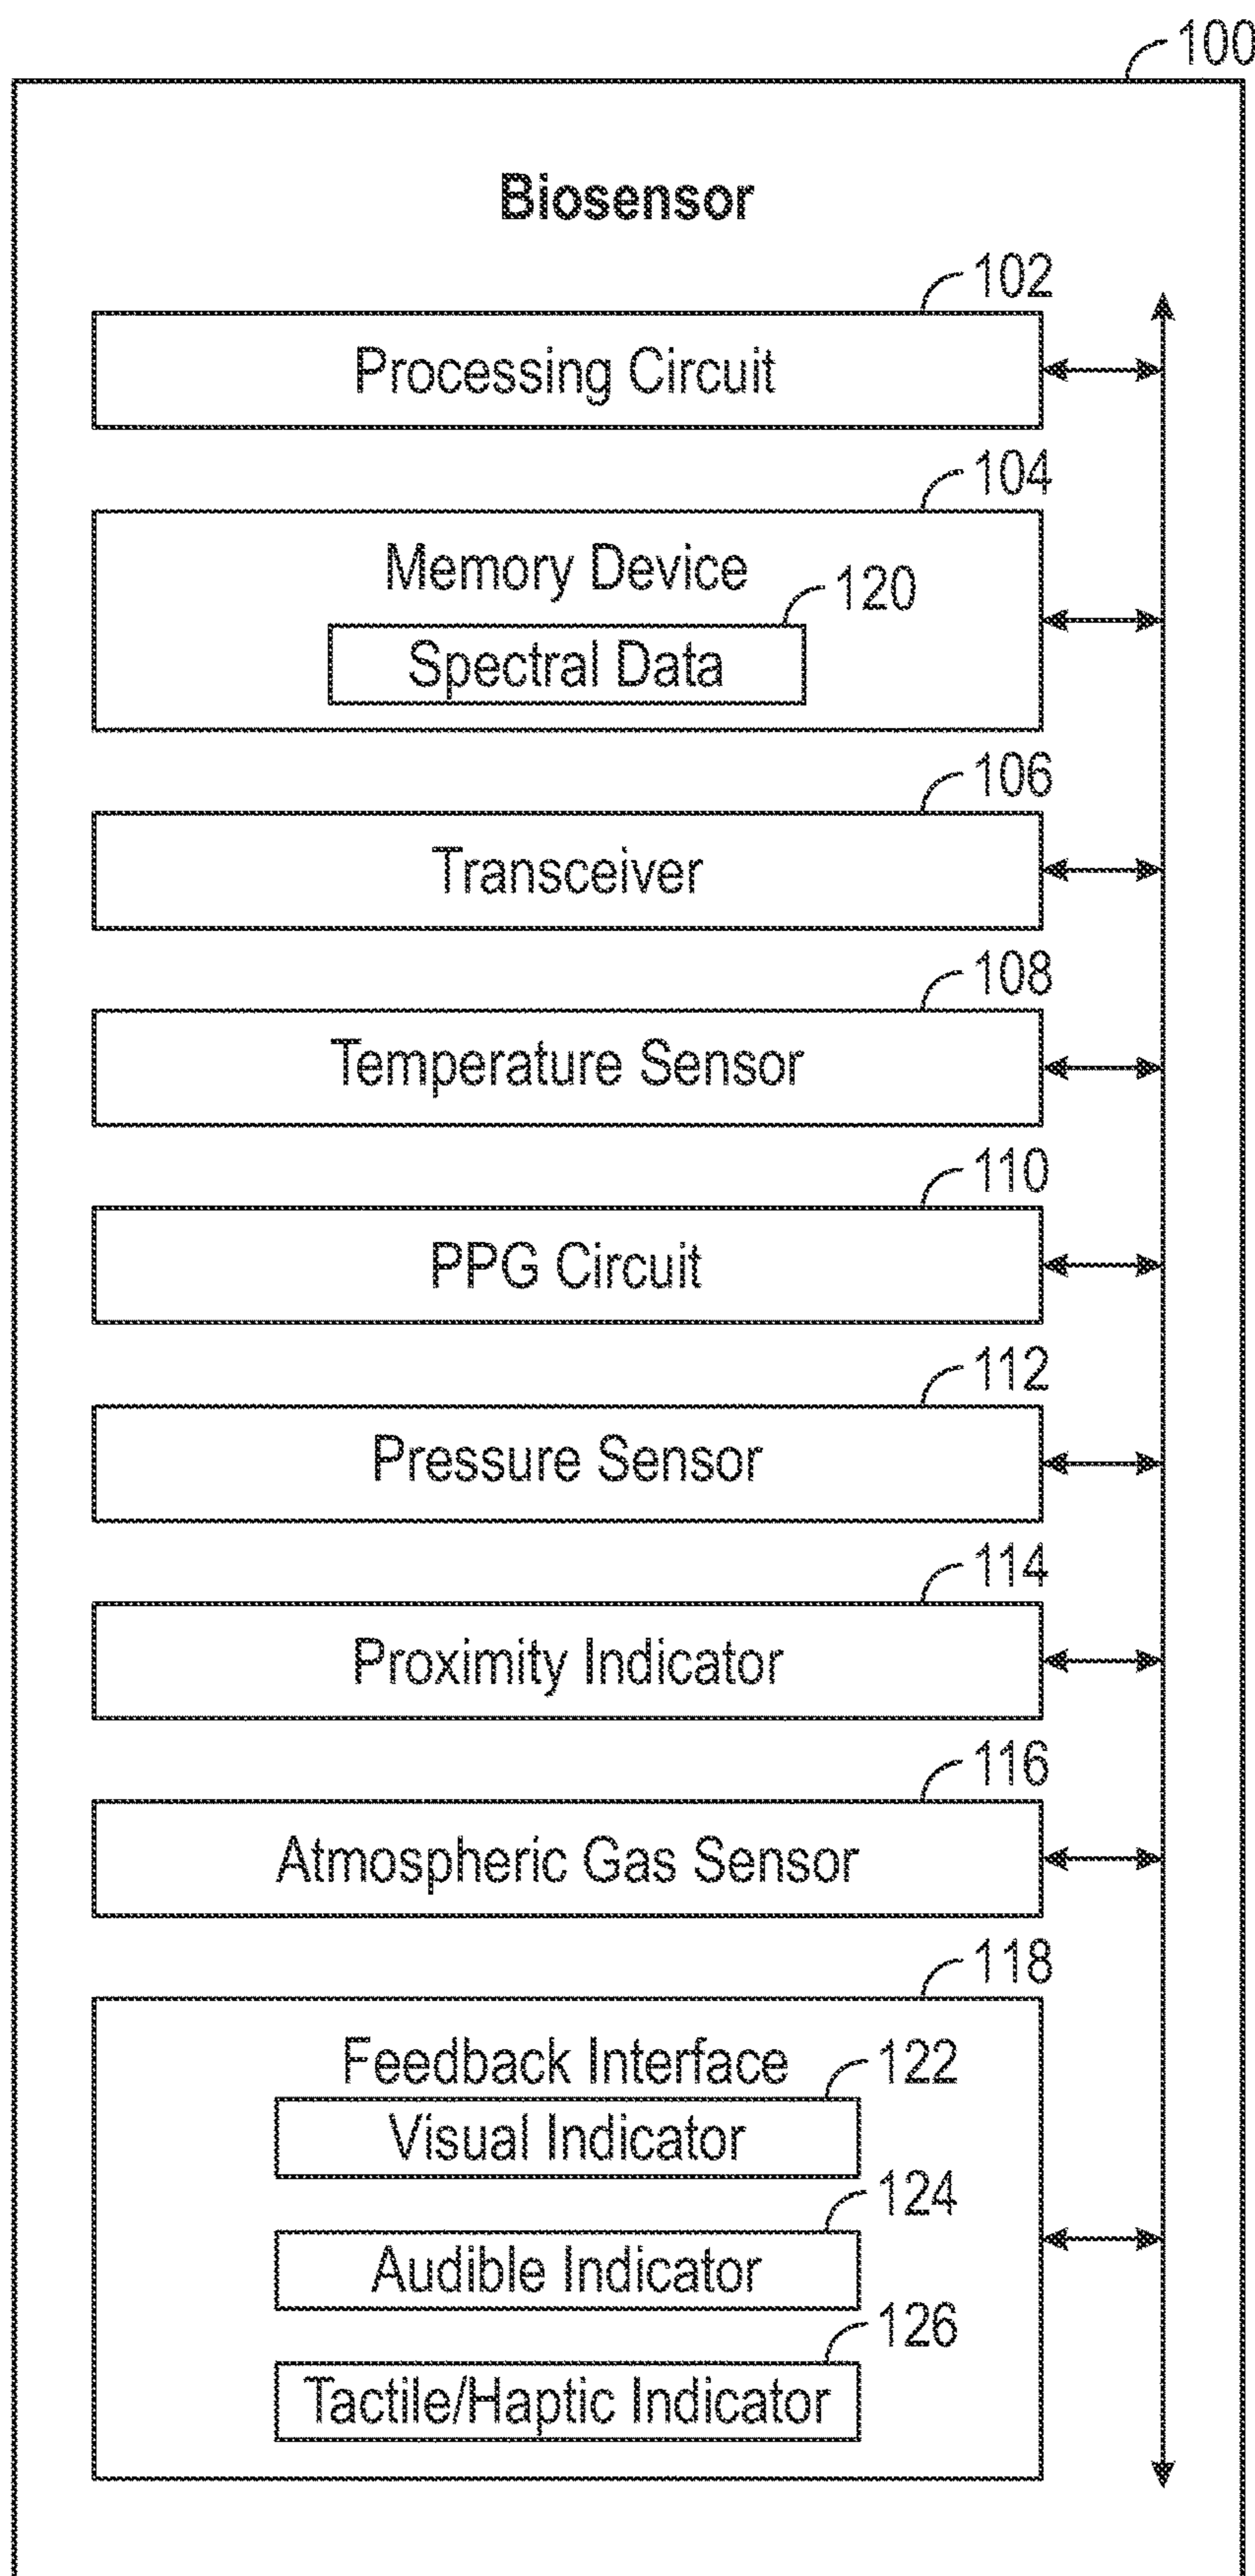 100
Biosensor
102
Processing Circuit
104
Memory Device
120
Spectral Data
106
Transceiver
108
Temperature Sensor
110
PPG Circuit
112
Pressure Sensor
114
Proximity Indicator
116
Atmospheric Gas Sensor
118
Feedback Interface
122
Visual Indicator
124
Audible Indicator
126
Tactile/Haptic Indicator